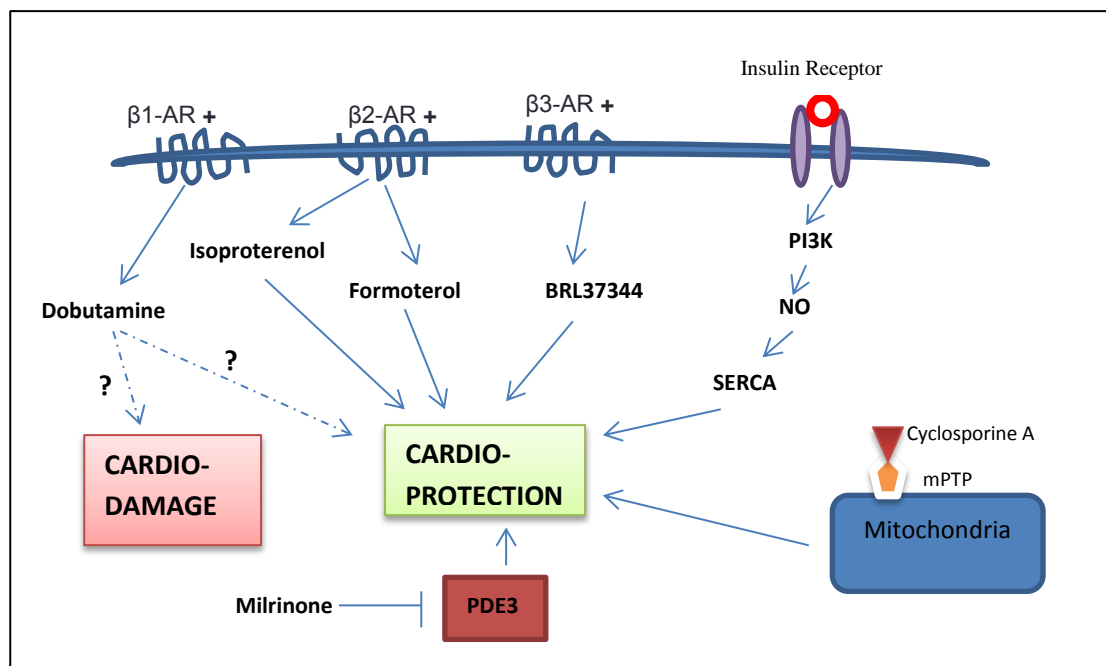 Insulin Receptor
β1-AR +
β2-AR +
β3-AR +
PI3K
Isoproterenol
Formoterol
BRL37344
NO
Dobutamine
?
?
SERCA
Cyclosporine A
mPTP
CARDIO-
DAMAGE
CARDIO-
PROTECTION
Mitochondria
Milrinone
PDE3